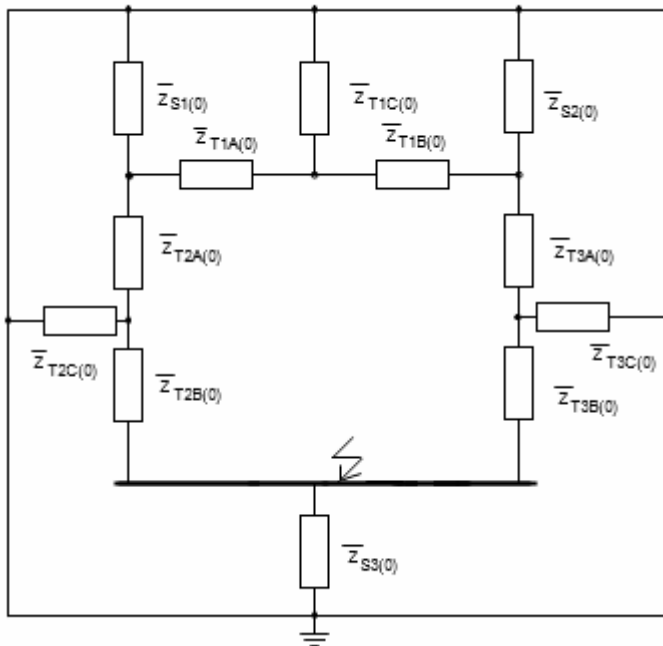 z̅S1(0)
z̅T1C(0)
z̅S2(0)
z̅T1A(0)
z̅T1B(0)
z̅T2A(0)
z̅T3A(0)
z̅T2C(0)
z̅T3C(0)
z̅T2B(0)
z̅T3B(0)
z̅S3(0)